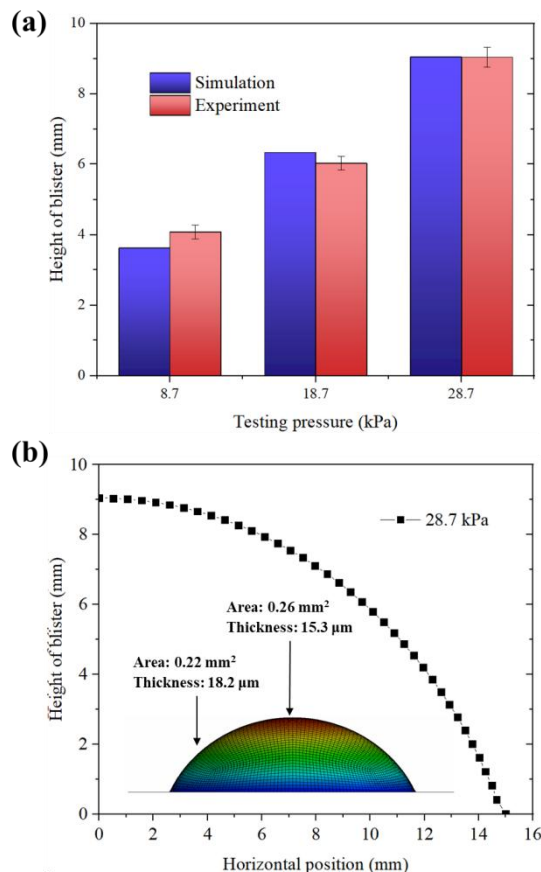 (a)
10
8
6
4
2
0
Height of blister (mm)
Simulation
Experiment
8.7
18.7
28.7
Testing pressure (kPa)
(b)
10
8
6
4
2
0
Height of blister (mm)
28.7 kPa
Area: 0.26 mm²
Thickness: 15.3 μm
Area: 0.22 mm²
Thickness: 18.2 μm
0 2 4 6 8 10 12 14 16
Horizontal position (mm)